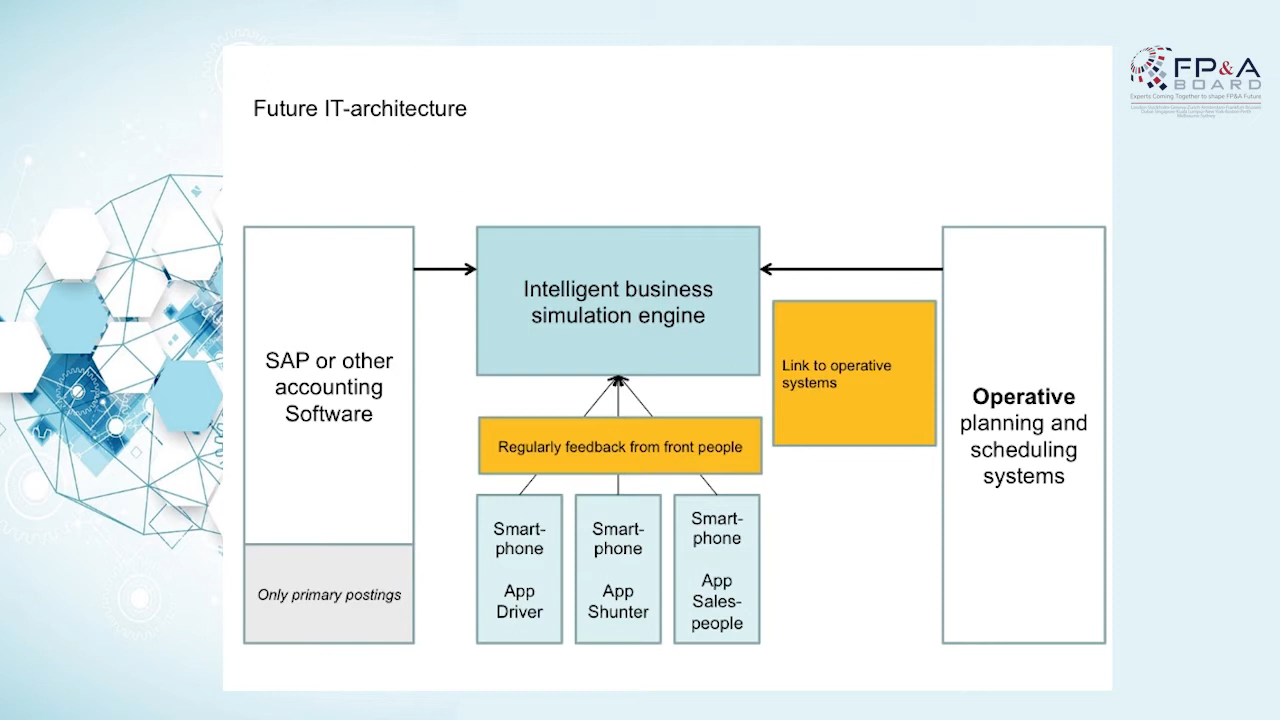 FP&A
BOARD
Experts Coming Together to shape FP&A Future
Future IT-architecture
SAP or other
accounting
Software
Only primary postings
Intelligent business
simulation engine
Regularly feedback from front people
Smart-
phone
App
Driver
Smart-
phone
App
Shunter
Smart-
phone
App
Sales-
people
Link to operative
systems
Operative
planning and
scheduling
systems